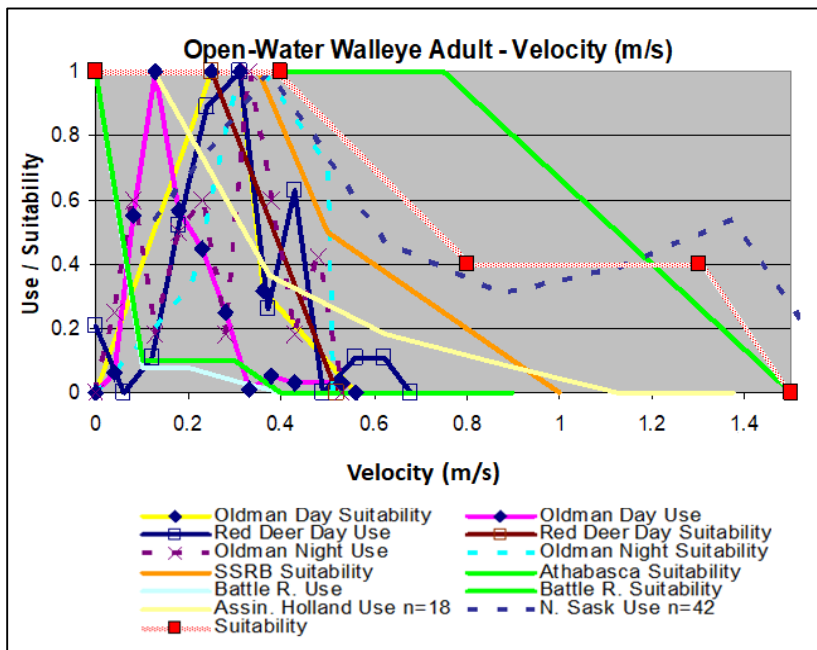 Open-Water Walleye Adult - Velocity (m/s)
Use / Suitability
1
0.8
0.6
0.4
0.2
0
0 0.2 0.4 0.6 0.8 1 1.2 1.4
Velocity (m/s)
Oldman Day Suitability Oldman Day Use
Red Deer Day Use Red Deer Day Suitability
Oldman Night Use Oldman Night Suitability
SSRB Suitability Athabasca Suitability
Battle R. Use Battle R. Suitability
Assin. Holland Use n=18 N. Sask Use n=42
Suitability